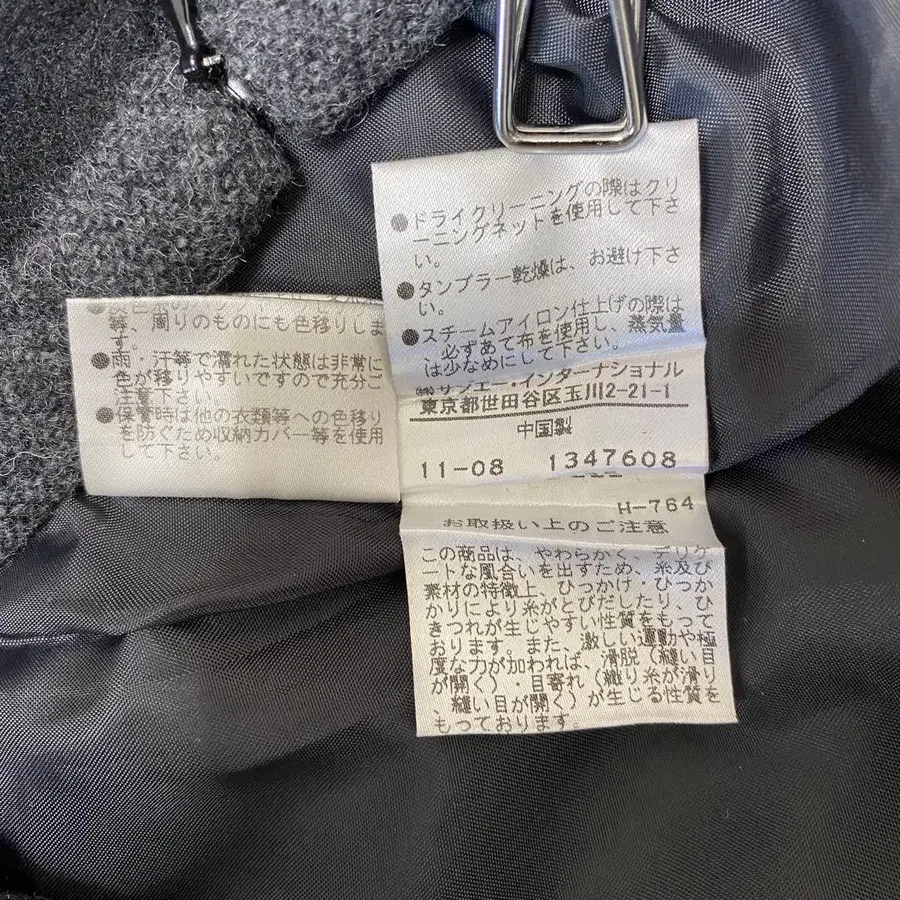 等、周りのものにも色移りしま
す。
●雨・汗等で濡れた状態は非常に
色が移りやすいですので充分ご
注意下さい
●保管時は他の衣類等への色移り
を防ぐため収納カバー等を使用
して下さい。
●ドライクリーニングの際はクリ
ーニングネットを使用して下さ
い。
●タンブラー乾燥は、お避け下さ
い。
●スチームアイロン仕上げの際は
必ずあて布を使用し、蒸気量
は少なめにして下さい。
㈱サンエー・インターナショナル
東京都世田谷区玉川2-21-1
中国製
11-08 1347608
H-764
お取扱い上のご注意
この商品は、やわらかく、デリケ
ートな風合いを出すため、糸及び
素材の特徴上、ひっかけ、ひっか
かりにより糸がとびだしたり、ひ
きつれが生じやすい性質をもって
おります。また、激しい運動や極
度な力が加われば、滑脱（縫い目
が開く）・目寄れ（織り糸が滑り
縫い目が開く）が生じる性質を
もっております。